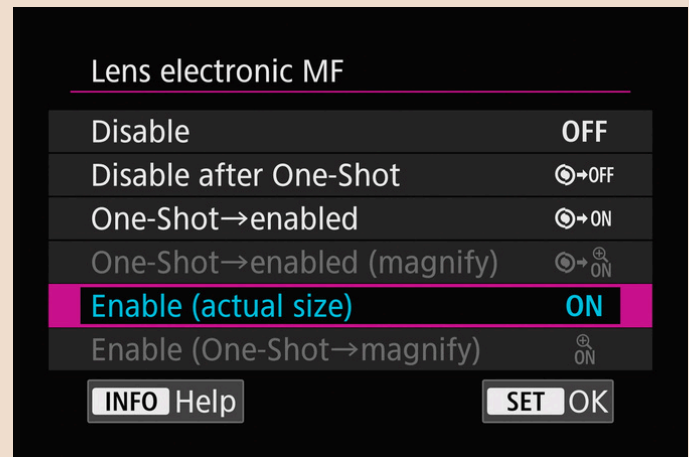 Lens electronic MF
Disable OFF
Disable after One-Shot →OFF
One-Shot→enabled →ON
One-Shot→enabled (magnify) →ON
Enable (actual size) ON
Enable (One-Shot→magnify) ON
INFO Help SET OK